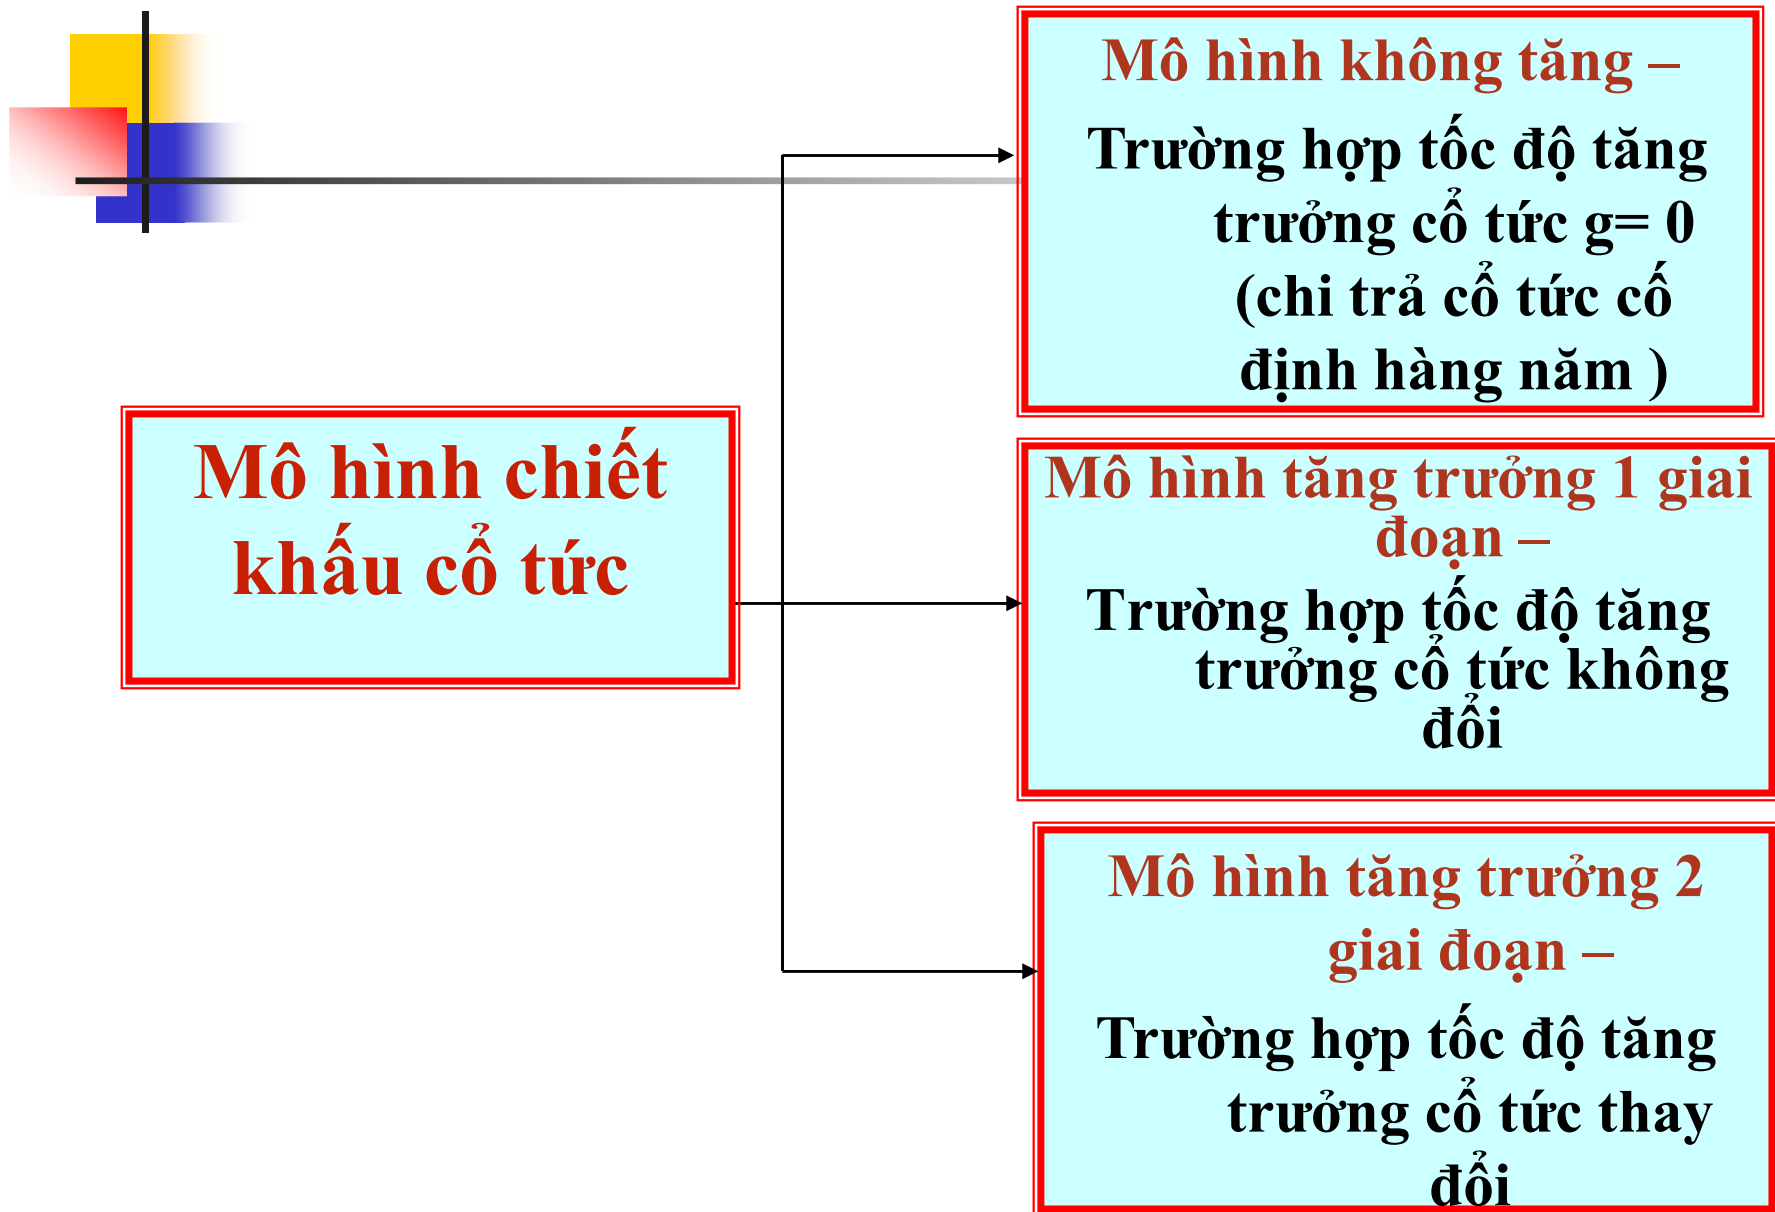 Mô hình chiết
khấu cổ tức
Mô hình không tăng –
Trường hợp tốc độ tăng
trưởng cổ tức g= 0
(chi trả cổ tức cố
định hàng năm )
Mô hình tăng trưởng 1 giai
đoạn –
Trường hợp tốc độ tăng
trưởng cổ tức không
đổi
Mô hình tăng trưởng 2
giai đoạn –
Trường hợp tốc độ tăng
trưởng cổ tức thay
đổi